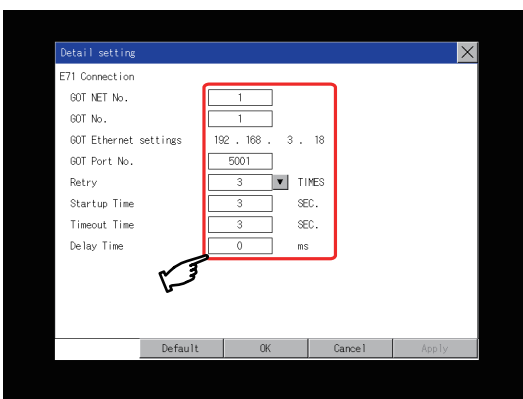 Detail setting
E71 Connection
GOT NET No. 1
GOT No. 1
GOT Ethernet settings 192 . 168 . 3 . 18
GOT Port No. 5001
Retry 3 ▼ TIMES
Startup Time 3 SEC.
Timeout Time 3 SEC.
Delay Time 0 ms
Default OK Cancel Apply